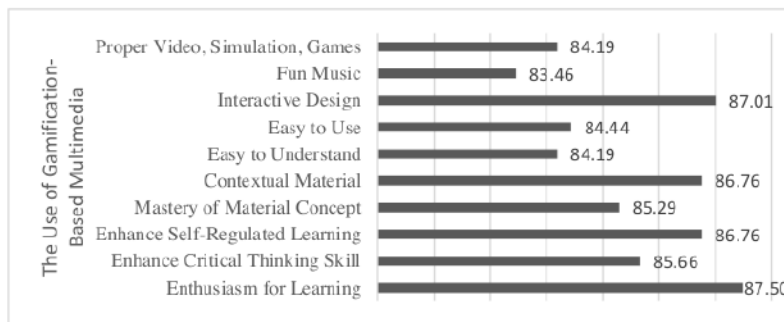 The Use of Gamification-
Based Multimedia
Proper Video, Simulation, Games 84.19
Fun Music 83.46
Interactive Design 87.01
Easy to Use 84.44
Easy to Understand 84.19
Contextual Material 86.76
Mastery of Material Concept 85.29
Enhance Self-Regulated Learning 86.76
Enhance Critical Thinking Skill 85.66
Enthusiasm for Learning 87.50